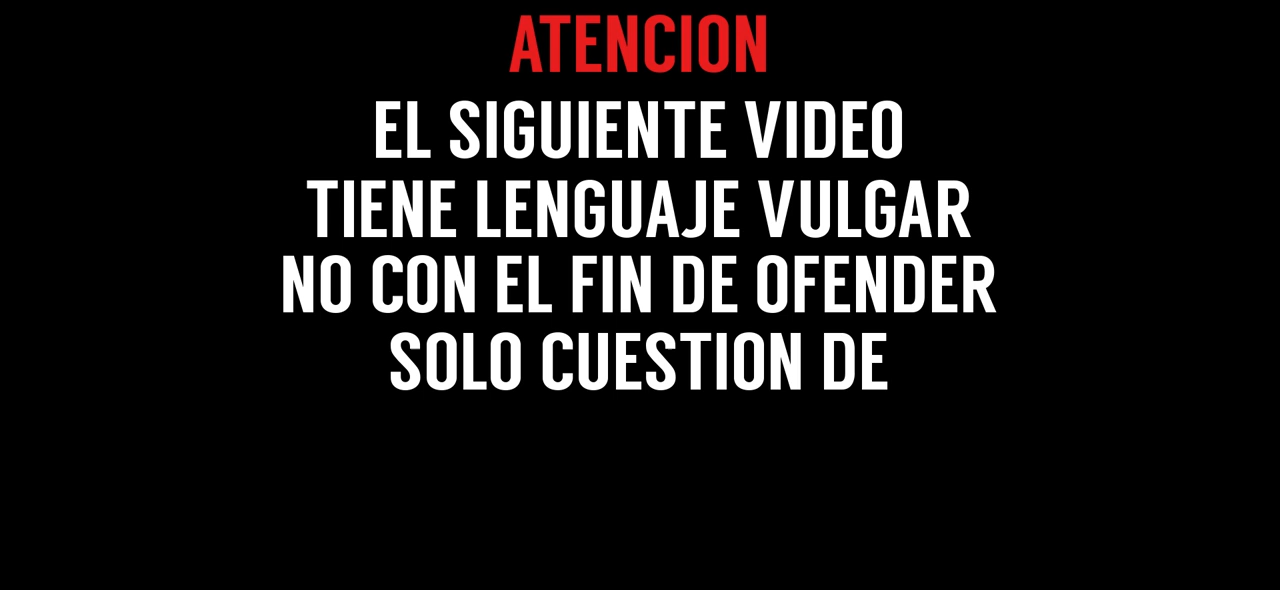 ATENCION
EL SIGUIENTE VIDEO
TIENE LENGUAJE VULGAR
NO CON EL FIN DE OFENDER
SOLO CUESTION DE